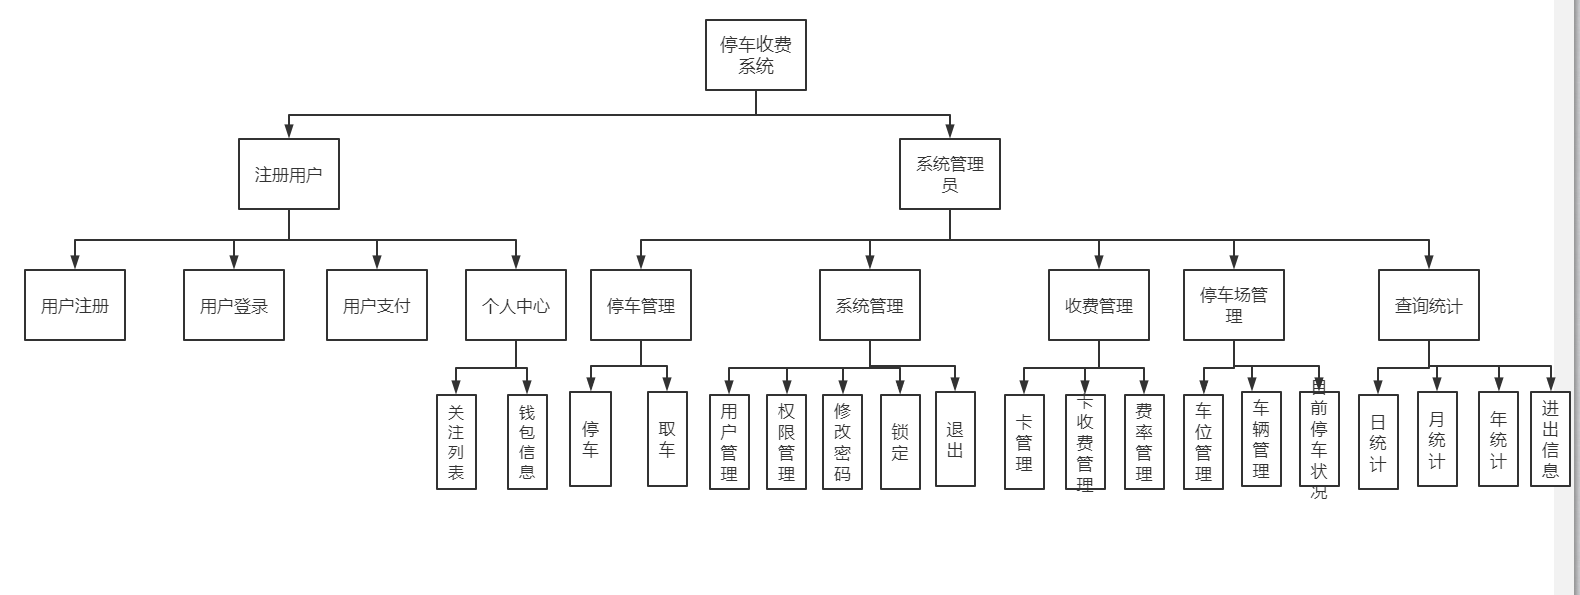 停车收费
系统
注册用户
系统管理
员
用户注册
用户登录
用户支付
个人中心
停车管理
系统管理
收费管理
停车场管
理
查询统计
关注列表
钱包信息
停车
取车
用户管理
权限管理
修改密码
锁定
退出
卡管理
卡收费管理
费率管理
车位管理
车辆管理
目前停车状况
日统计
月统计
年统计
进出信息